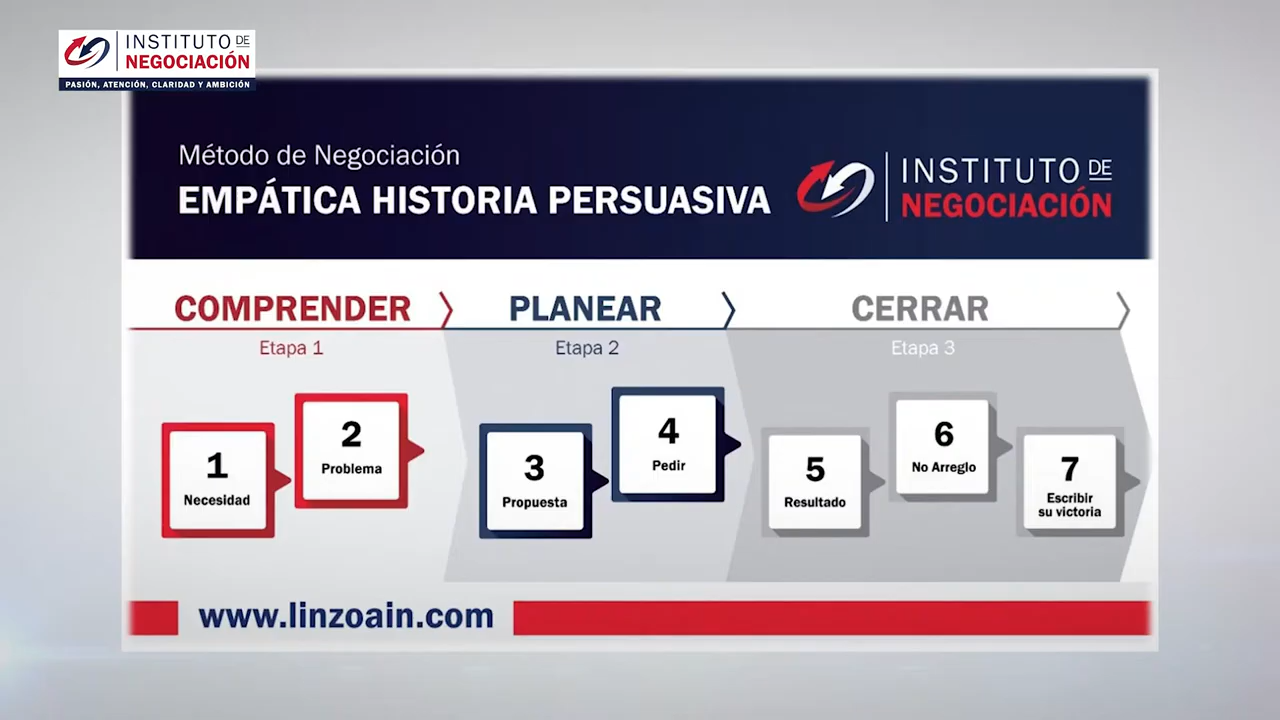 INSTITUTO DE
NEGOCIACIÓN
PASIÓN, ATENCIÓN, CLARIDAD Y AMBICIÓN
Método de Negociación
EMPÁTICA HISTORIA PERSUASIVA
INSTITUTO DE
NEGOCIACIÓN
COMPRENDER
Etapa 1
PLANEAR
Etapa 2
CERRAR
Etapa 3
1
Necesidad
2
Problema
3
Propuesta
4
Pedir
5
Resultado
6
No Arreglo
7
Escribir
su victoria
www.linzoain.com